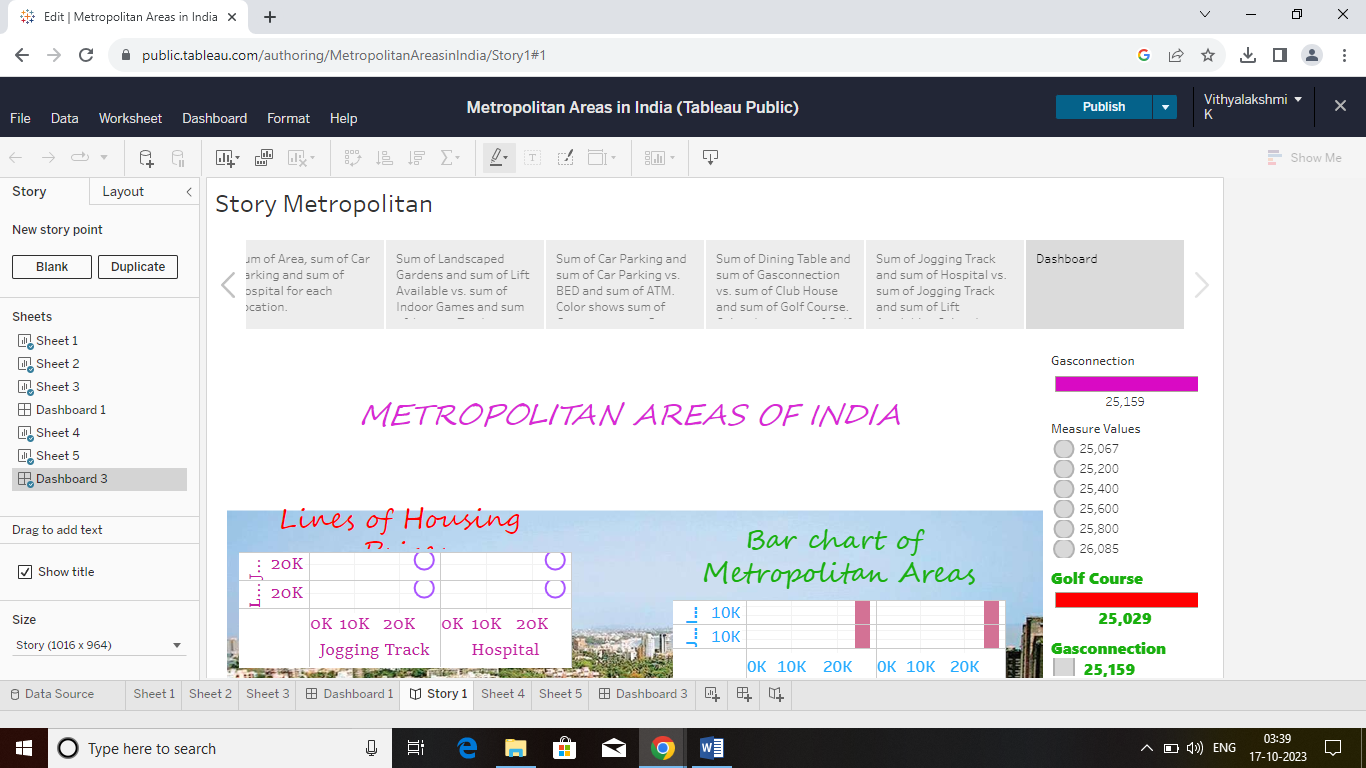 Edit | Metropolitan Areas in India
public.tableau.com/authoring/MetropolitanAreasinIndia/Story1#1
Metropolitan Areas in India (Tableau Public)
Publish
Vithyalakshmi
K
File Data Worksheet Dashboard Format Help
Show Me
Story Layout
New story point
Blank Duplicate
Sheets
Sheet 1
Sheet 2
Sheet 3
Dashboard 1
Sheet 4
Sheet 5
Dashboard 3
Drag to add text
Show title
Size
Story (1016 x 964)
Story Metropolitan
um of Area, sum of Car
arking and sum of
ospital for each
ocation.
Sum of Landscaped
Gardens and sum of Lift
Available vs. sum of
Indoor Games and sum
Sum of Car Parking and
sum of Car Parking vs.
BED and sum of ATM.
Color shows sum of
Sum of Dining Table and
sum of Gasconnection
vs. sum of Club House
and sum of Golf Course.
Sum of Jogging Track
and sum of Hospital vs.
sum of Jogging Track
and sum of Lift
Dashboard
METROPOLITAN AREAS OF INDIA
Lines of Housing
J... 20K
L... 20K
0K 10K 20K 0K 10K 20K
Jogging Track Hospital
Bar chart of
Metropolitan Areas
10K
10K
0K 10K 20K 0K 10K 20K
Gasconnection
25,159
Measure Values
25,067
25,200
25,400
25,600
25,800
26,085
Golf Course
25,029
Gasconnection
25,159
Data Source Sheet 1 Sheet 2 Sheet 3 Dashboard 1 Story 1 Sheet 4 Sheet 5 Dashboard 3
Type here to search
ENG
03:39
17-10-2023